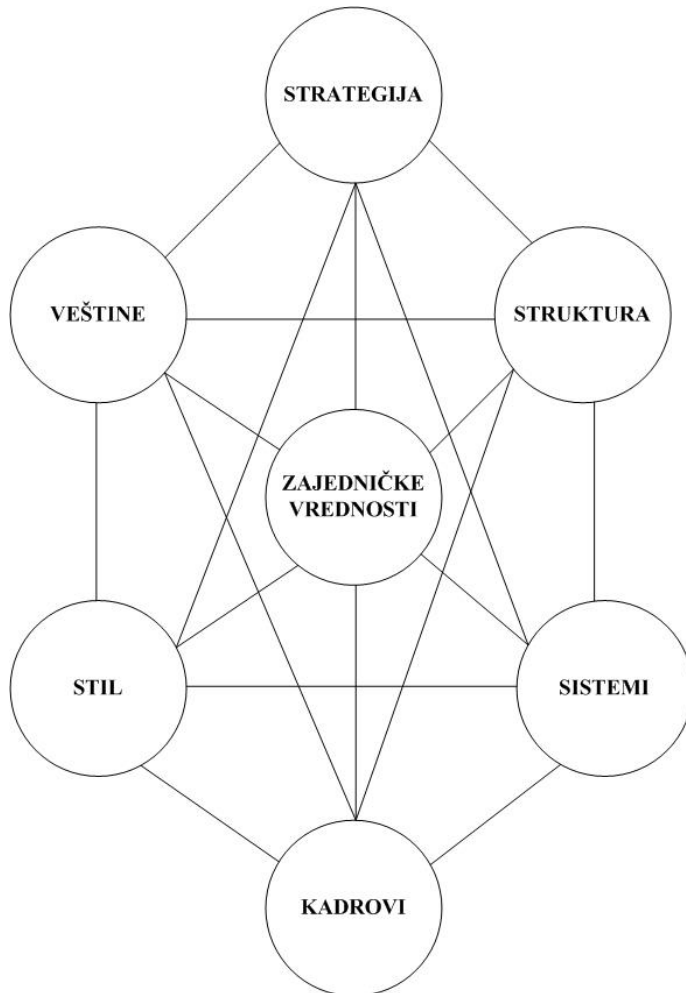 STRATEGIJA
VEŠTINE
STRUKTURA
ZAJEDNIČKE
VREDNOSTI
STIL
SISTEMI
KADROVI